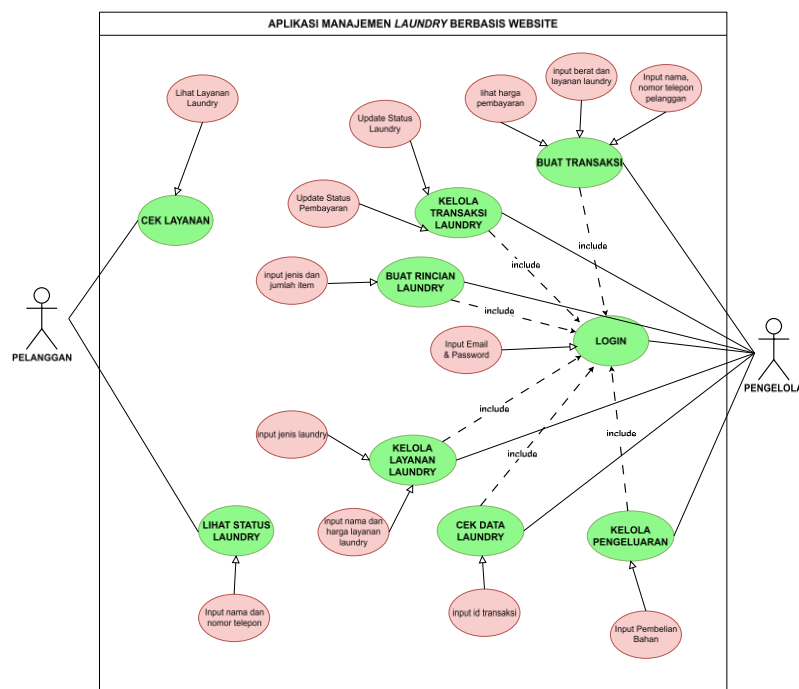 APLIKASI MANAJEMEN LAUNDRY BERBASIS WEBSITE
Lihat Layanan
Laundry
Update Status
Laundry
lihat harga
pembayaran
input berat dan
layanan laundry
Input nama,
nomor telepon
pelanggan
BUAT TRANSAKSI
Update Status
Pembayaran
KELOLA
TRANSAKSI
LAUNDRY
CEK LAYANAN
include
include
input jenis dan
jumlah item
BUAT RINCIAN
LAUNDRY
include
Input Email
& Password
LOGIN
PELANGGAN
PENGELOLA
include
include
include
input jenis laundry
KELOLA
LAYANAN
LAUNDRY
input nama dan
harga layanan
laundry
LIHAT STATUS
LAUNDRY
CEK DATA
LAUNDRY
KELOLA
PENGELUARAN
Input nama dan
nomor telepon
input id transaksi
Input Pembelian
Bahan